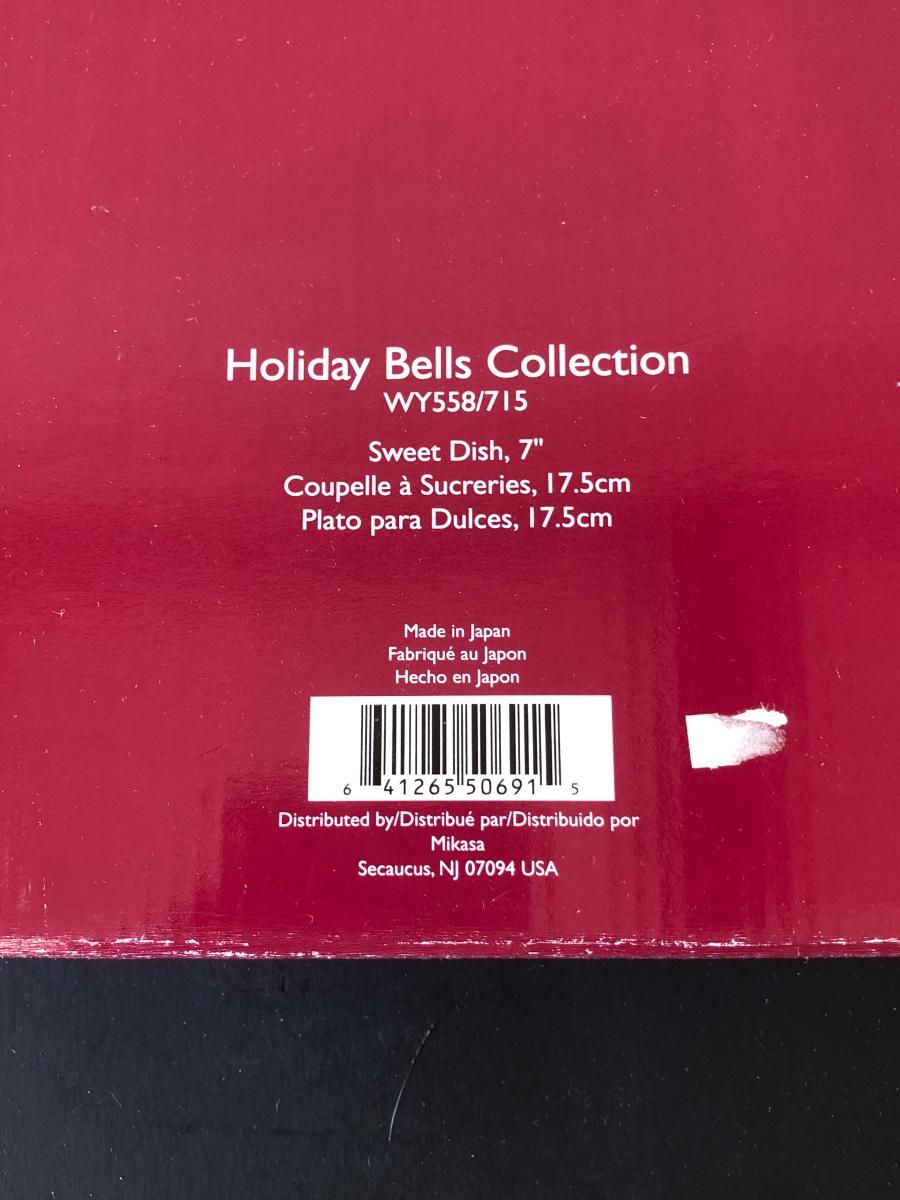 Holiday Bells Collection
WY558/715
Sweet Dish, 7"
Coupelle à Sucreries, 17.5cm
Plato para Dulces, 17.5cm
Made in Japan
Fabriqué au Japon
Hecho en Japon
6 41265 50691 5
Distributed by/Distribué par/Distribuido por
Mikasa
Secaucus, NJ 07094 USA